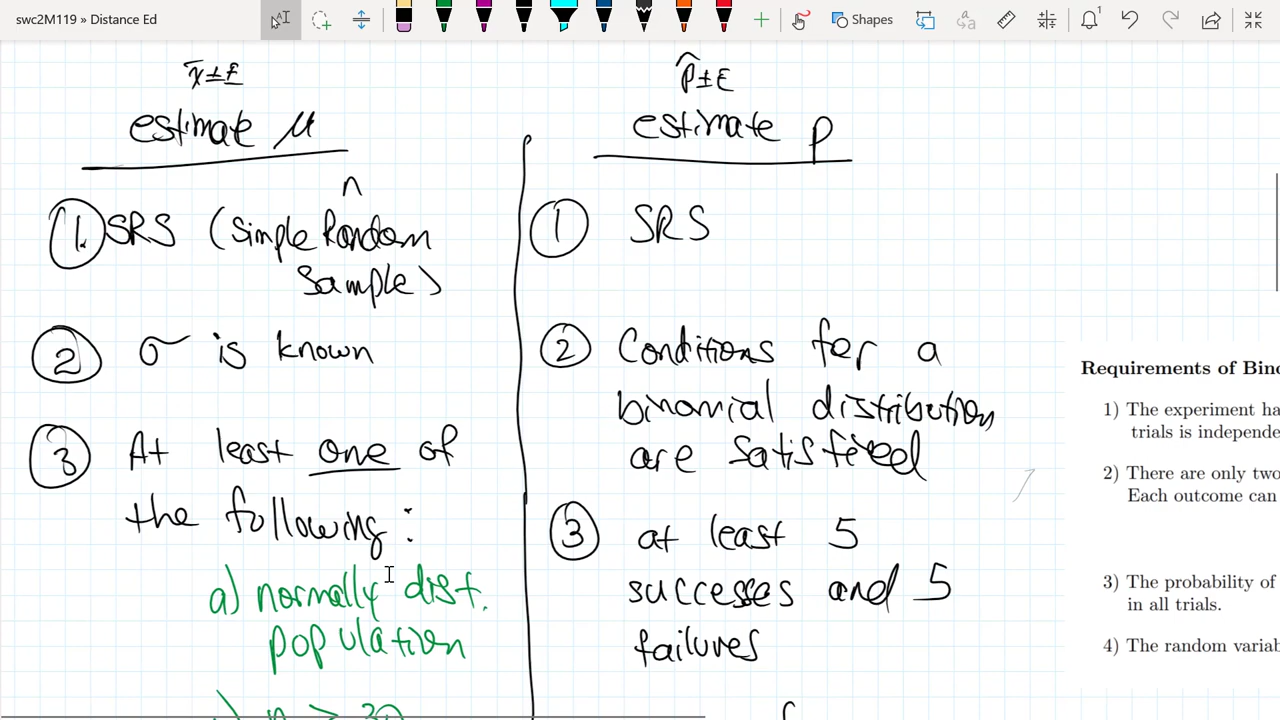 swc2M119 » Distance Ed
Shapes
x̄ ± E
estimate μ
n
1. SRS (Simple Random
Sample)
2 σ is known
3 At least one of
the following:
a) normally dist.
population
p̂ ± E
estimate p
1 SRS
2 Conditions for a
binomial distribution
are satisfied
3 at least 5
successes and 5
failures
Requirements of Bino
1) The experiment ha
trials is independe
2) There are only two
Each outcome can
3) The probability of
in all trials.
4) The random variab